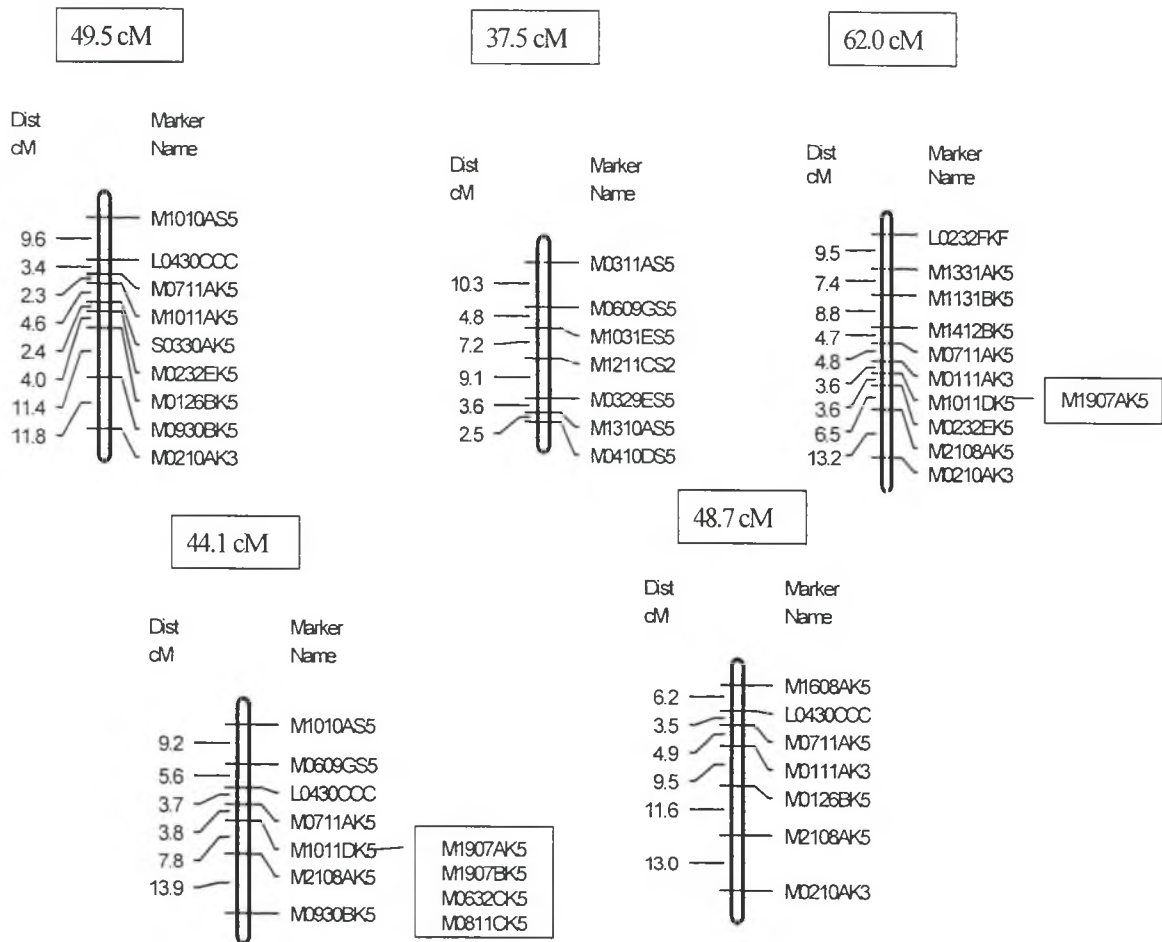 49.5 cM
Dist Marker
cM Name
M1010AS5
9.6
L0430CCC
3.4
M0711AK5
2.3
M1011AK5
4.6
S0330AK5
2.4
M0232EK5
4.0
M0126BK5
11.4
M0930BK5
11.8
M0210AK3
37.5 cM
Dist Marker
cM Name
M0311AS5
10.3
M0609GS5
4.8
M1031ES5
7.2
M1211CS2
9.1
M0329ES5
3.6
M1310AS5
2.5
M0410DS5
62.0 cM
Dist Marker
cM Name
L0232FKF
9.5
M1331AK5
7.4
M1131BK5
8.8
M1412BK5
4.7
M0711AK5
4.8
M0111AK3
3.6
M1011DK5
M1907AK5
3.6
M0232EK5
6.5
M2108AK5
13.2
M0210AK3
44.1 cM
Dist Marker
cM Name
M1010AS5
9.2
M0609GS5
5.6
L0430CCC
3.7
M0711AK5
3.8
M1011DK5
M1907AK5
M1907BK5
M0632CK5
M0811CK5
7.8
M2108AK5
13.9
M0930BK5
48.7 cM
Dist Marker
cM Name
M1608AK5
6.2
L0430CCC
3.5
M0711AK5
4.9
M0111AK3
9.5
M0126BK5
11.6
M2108AK5
13.0
M0210AK3